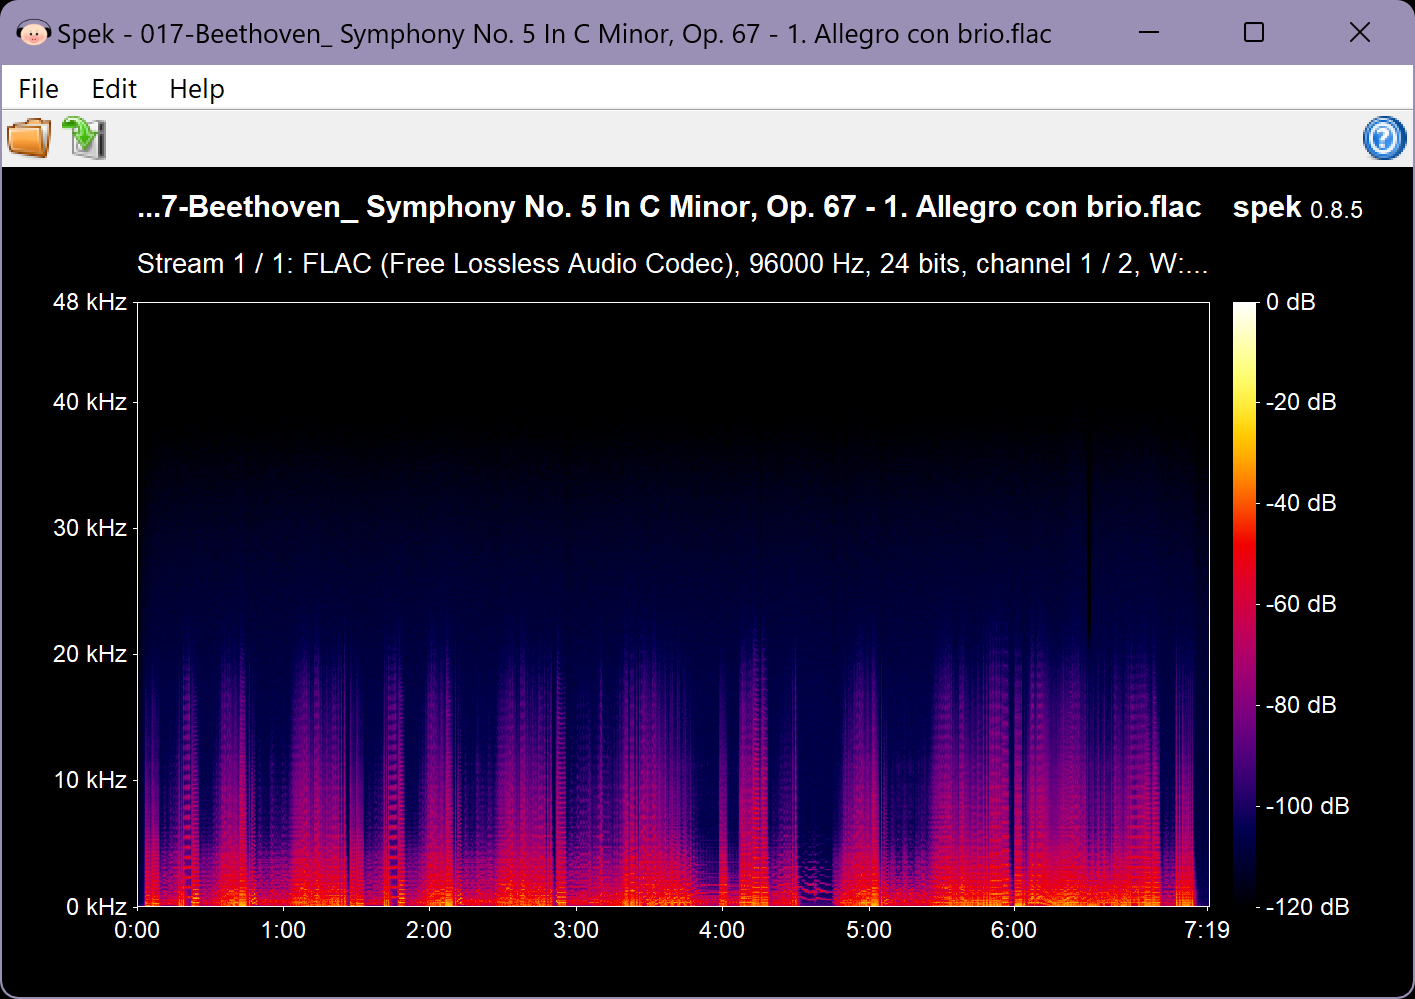 Spek - 017-Beethoven_ Symphony No. 5 In C Minor, Op. 67 - 1. Allegro con brio.flac
File Edit Help
...7-Beethoven_ Symphony No. 5 In C Minor, Op. 67 - 1. Allegro con brio.flac spek 0.8.5
Stream 1 / 1: FLAC (Free Lossless Audio Codec), 96000 Hz, 24 bits, channel 1 / 2, W:...
48 kHz
40 kHz
30 kHz
20 kHz
10 kHz
0 kHz
0:00 1:00 2:00 3:00 4:00 5:00 6:00 7:19
0 dB
-20 dB
-40 dB
-60 dB
-80 dB
-100 dB
-120 dB